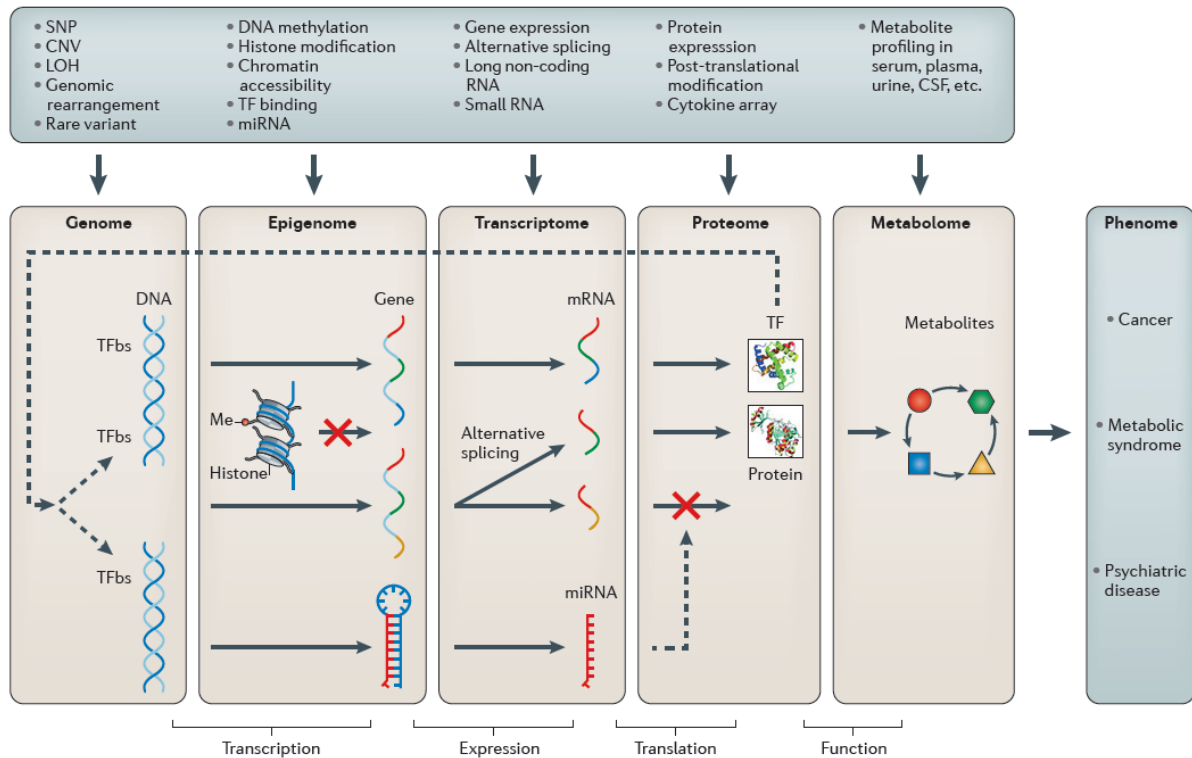 • SNP
• CNV
• LOH
• Genomic
rearrangement
• Rare variant
• DNA methylation
• Histone modification
• Chromatin
accessibility
• TF binding
• miRNA
• Gene expression
• Alternative splicing
• Long non-coding
RNA
• Small RNA
• Protein
expresssion
• Post-translational
modification
• Cytokine array
• Metabolite
profiling in
serum, plasma,
urine, CSF, etc.
Genome
Epigenome
Transcriptome
Proteome
Metabolome
Phenome
DNA
TFbs
TFbs
TFbs
Gene
Me
Histone
mRNA
Alternative
splicing
miRNA
TF
Protein
Metabolites
• Cancer
• Metabolic
syndrome
• Psychiatric
disease
Transcription
Expression
Translation
Function